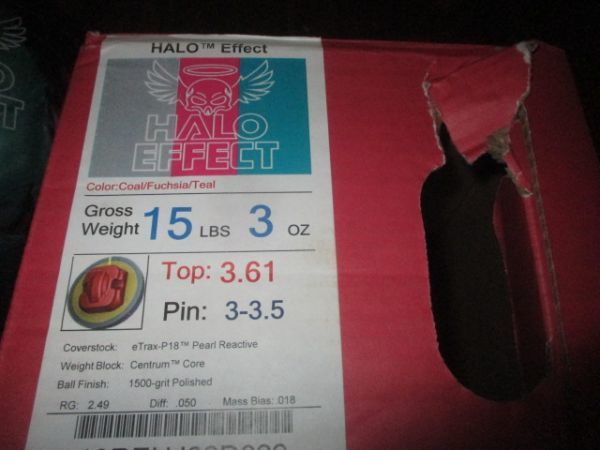 HALO™ Effect
HALO
EFFECT
Color:Coal/Fuchsia/Teal
Gross Weight 15 LBS 3 OZ
Top: 3.61
Pin: 3-3.5
Coverstock: eTrax-P18™ Pearl Reactive
Weight Block: Centrum™ Core
Ball Finish: 1500-grit Polished
RG: 2.49 Diff: .050 Mass Bias: .018